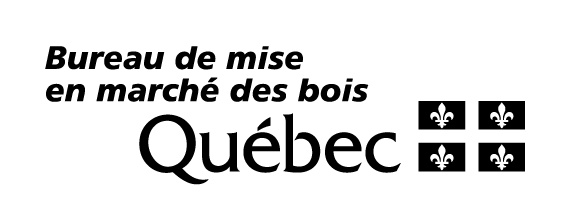 Bureau de mise
en marché des bois
Québec